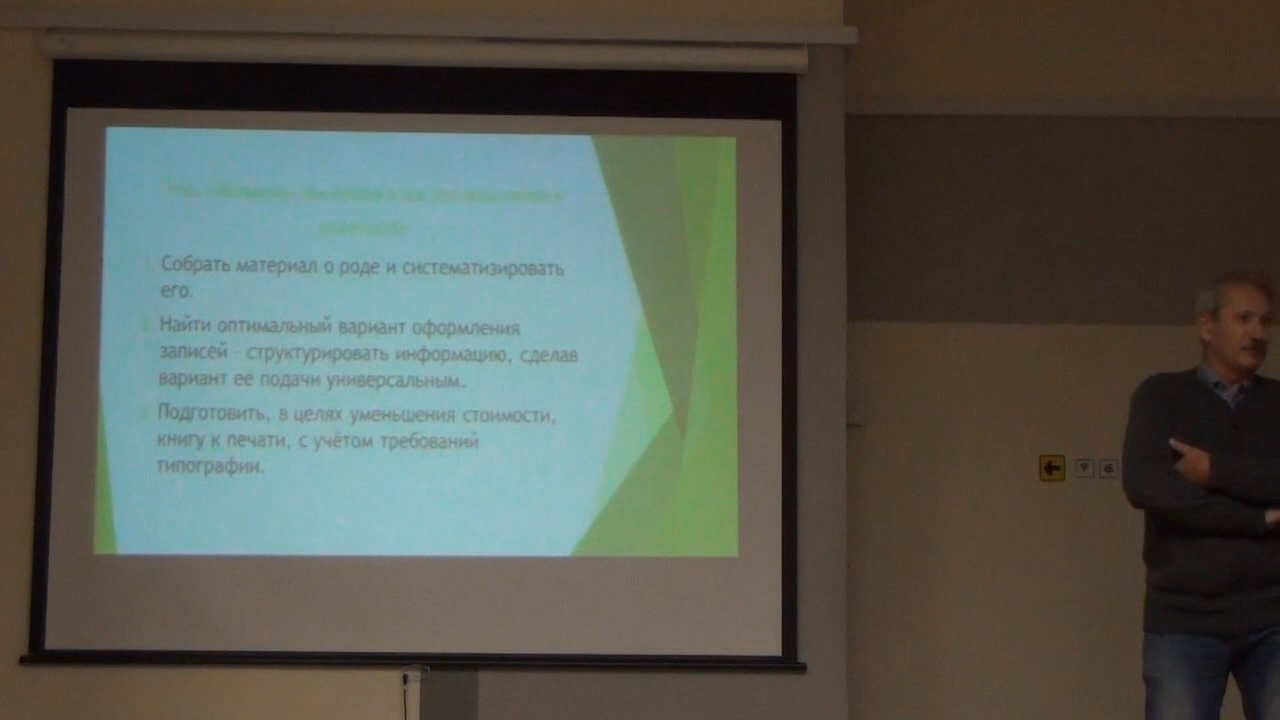 Собрать материал о роде и систематизировать
его.
Найти оптимальный вариант оформления
записей - структурировать информацию, сделав
вариант ее подачи универсальным.
Подготовить, в целях уменьшения стоимости,
книгу к печати, с учётом требований
типографии.